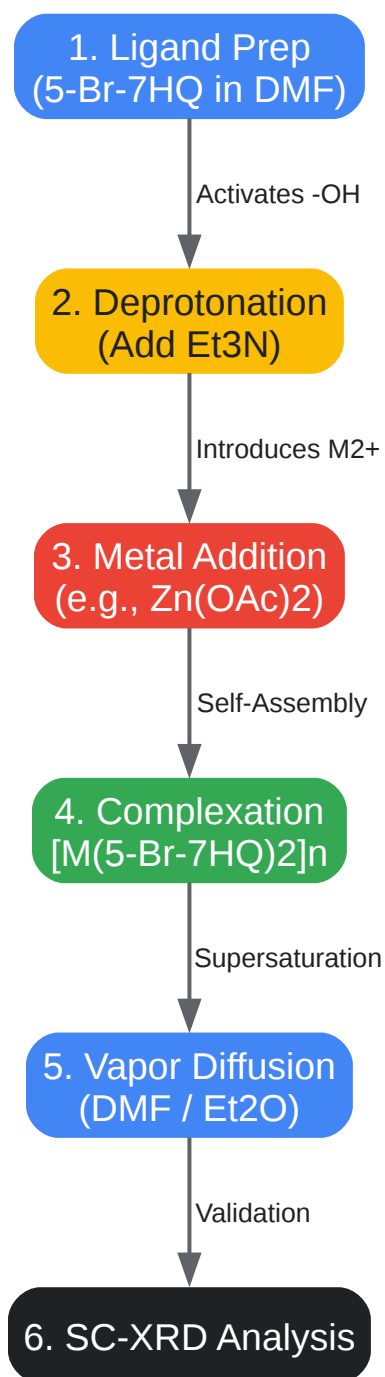 1. Ligand Prep
(5-Br-7HQ in DMF)
Activates -OH
2. Deprotonation
(Add Et3N)
Introduces M2+
3. Metal Addition
(e.g., Zn(OAc)2)
Self-Assembly
4. Complexation
[M(5-Br-7HQ)2]n
Supersaturation
5. Vapor Diffusion
(DMF / Et2O)
Validation
6. SC-XRD Analysis